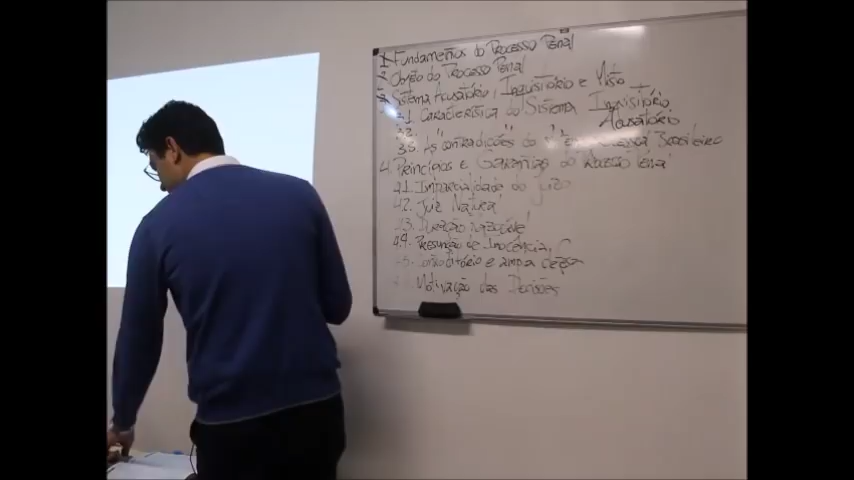 1. Fundamentos do Processo Penal
2. Objeto do Processo Penal
3. Sistema Acusatório, Inquisitório e Misto
3.1 Característica do Sistema Inquisitório
3.2. Acusatório
3.3. As "contradições" do Brasileiro
4. Princípios e Garantias do Processo Penal
4.1. Imparcialidade do Juízo
4.2. Juiz Natural
4.3. Duração razoável
4.4. Presunção de Inocência
Contraditório e ampla defesa
Motivação das Decisões